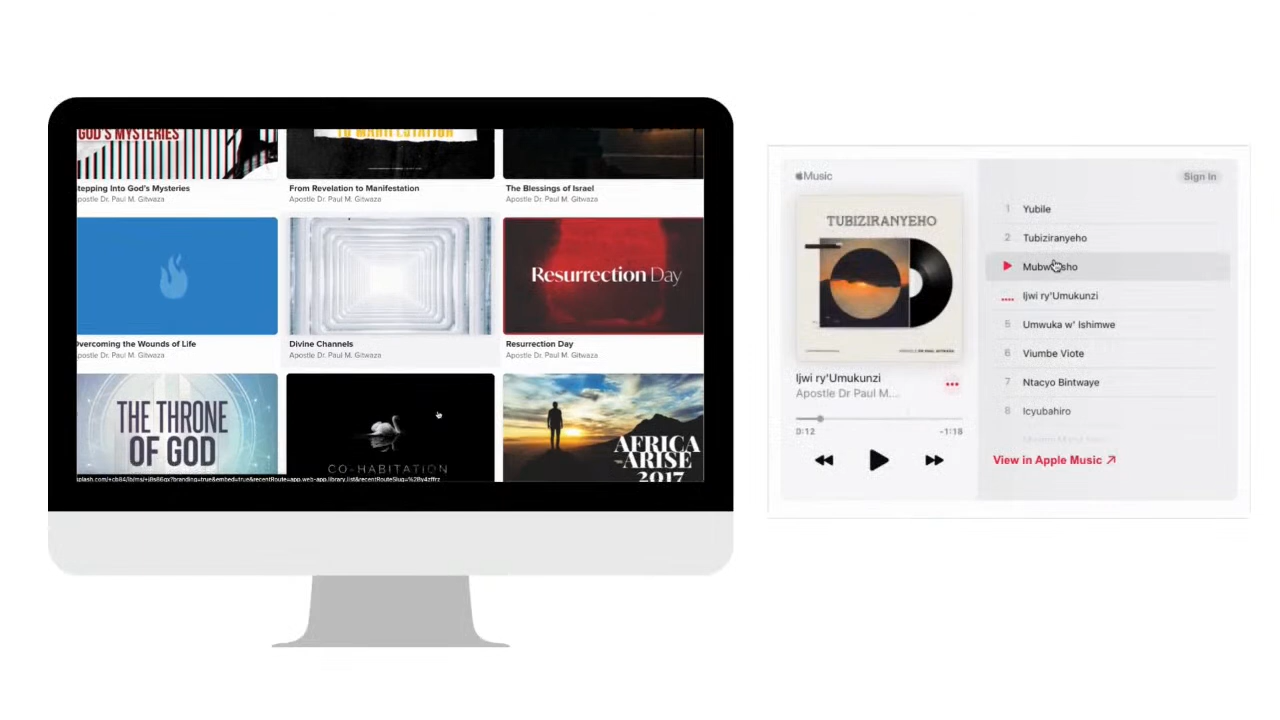 GOD'S MYSTERIES
TO MANIFESTATION
tepping Into God's Mysteries
From Revelation to Manifestation
The Blessings of Israel
postle Dr. Paul M. Gitwaza
Apostle Dr. Paul M. Gitwaza
Apostle Dr. Paul M. Gitwaza
Resurrection Day
vercoming the Wounds of Life
Divine Channels
Resurrection Day
postle Dr. Paul M. Gitwaza
Apostle Dr. Paul M. Gitwaza
Apostle Dr. Paul M. Gitwaza
THE THRONE
OF GOD
CO-HABITATION
AFRICA
ARISE
2017
Music
Sign In
TUBIZIRANYEHO
Ijwi ry'Umukunzi
Apostle Dr Paul M....
0:12
-1:18
1 Yubile
2 Tubiziranyeho
Ijwi ry'Umukunzi
5 Umwuka w' Ishimwe
6 Viumbe Viote
7 Ntacyo Bintwaye
8 Icyubahiro
View in Apple Music ↗